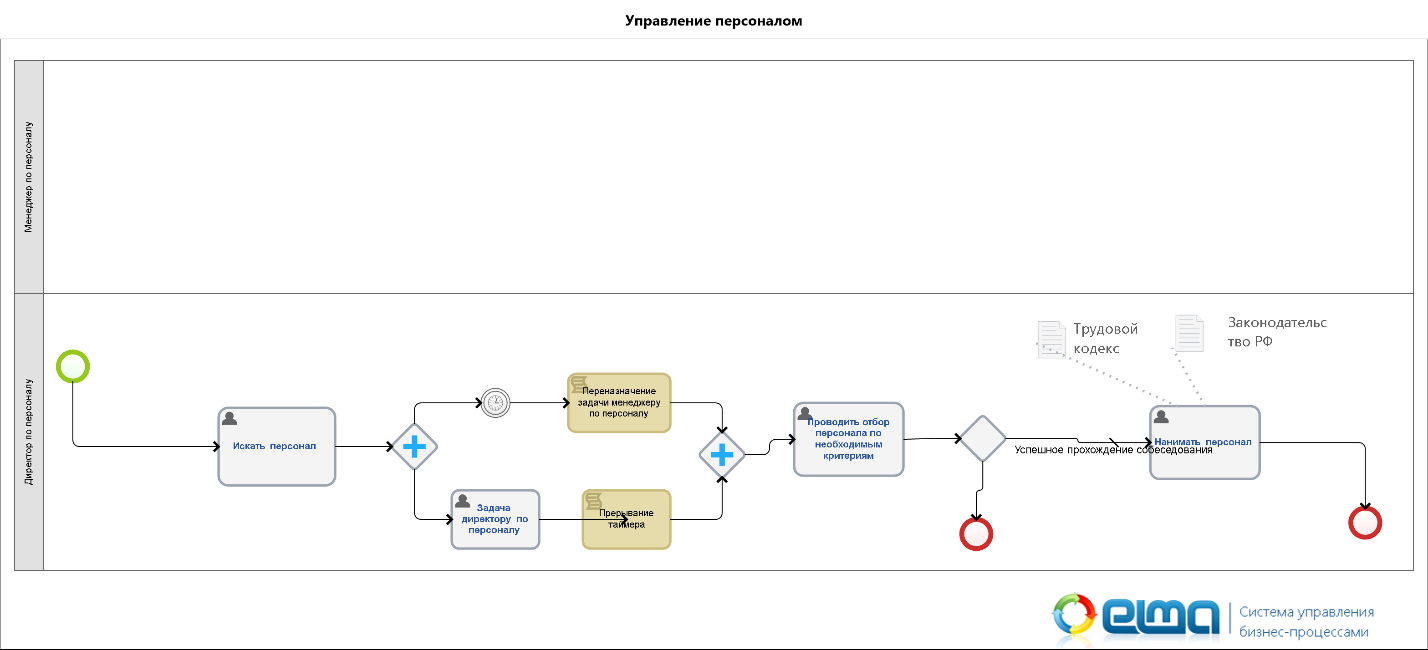 Управление персоналом
Менеджер по персоналу
Директор по персоналу
Искать персонал
Переназначение
задачи менеджеру
по персоналу
Задача
директору по
персоналу
Прерывание
таймера
Проводить отбор
персонала по
необходимым
критериям
Успешное прохождение собеседования
Трудовой
кодекс
Законодательс
тво РФ
Нанимать персонал
elma
Система управления
бизнес-процессами